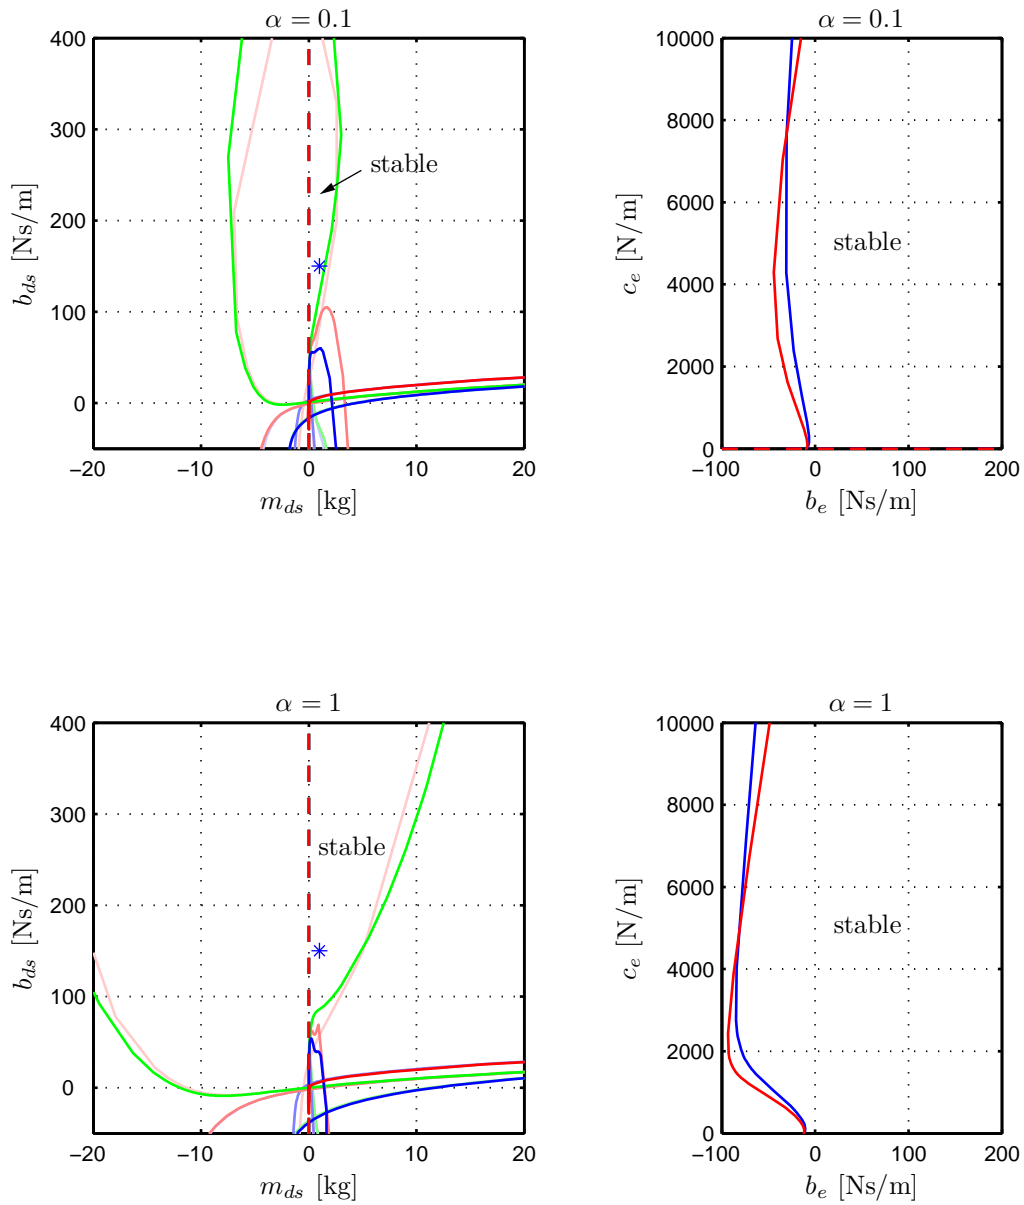 α = 0.1
400
300
200
100
0
−20
−10
0
10
20
b_ds [Ns/m]
m_ds [kg]
stable
α = 0.1
10000
8000
6000
4000
2000
0
−100
0
100
200
c_e [N/m]
b_e [Ns/m]
stable
α = 1
400
300
200
100
0
−20
−10
0
10
20
b_ds [Ns/m]
m_ds [kg]
stable
α = 1
10000
8000
6000
4000
2000
0
−100
0
100
200
c_e [N/m]
b_e [Ns/m]
stable